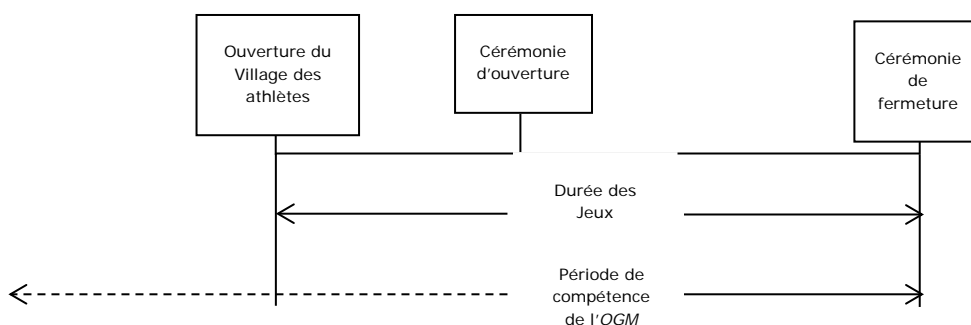 Ouverture du
Village des
athlètes
Cérémonie
d'ouverture
Cérémonie
de
fermeture
Durée des
Jeux
Période de
compétence
de l'OGM